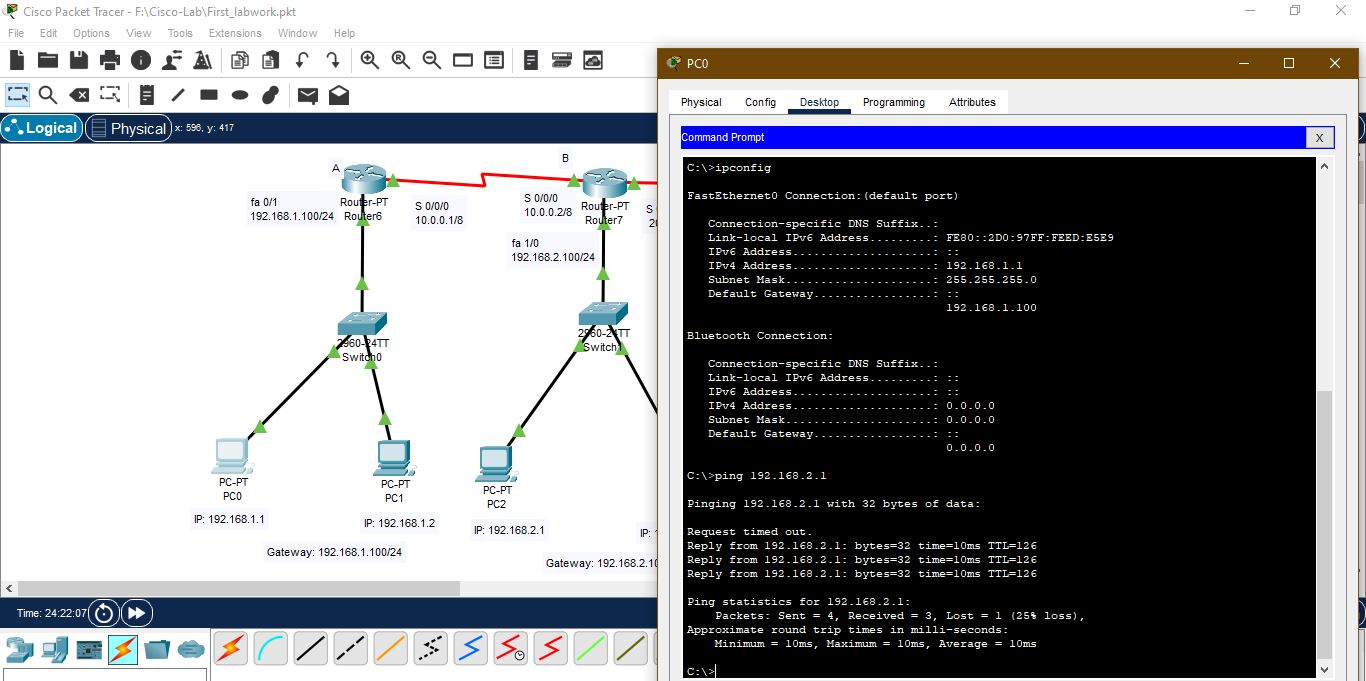 Cisco Packet Tracer - F:\Cisco-Lab\First_labwork.pkt
File Edit Options View Tools Extensions Window Help
Logical Physical x: 596, y: 417
A
fa 0/1
192.168.1.100/24
Router-PT
Router6
S 0/0/0
10.0.0.1/8
B
S 0/0/0
10.0.0.2/8
Router-PT
Router7
S
20
fa 1/0
192.168.2.100/24
2960-24TT
Switch0
2960-24TT
Switch1
PC-PT
PC0
PC-PT
PC1
PC-PT
PC2
IP: 192.168.1.1
IP: 192.168.1.2
IP: 192.168.2.1
IP: 1
Gateway: 192.168.1.100/24
Gateway: 192.168.2.10
Time: 24:22:07
PC0
Physical Config Desktop Programming Attributes
Command Prompt
X
C:\>ipconfig
FastEthernet0 Connection:(default port)
Connection-specific DNS Suffix..:
Link-local IPv6 Address.........: FE80::2D0:97FF:FEED:E5E9
IPv6 Address....................: ::
IPv4 Address....................: 192.168.1.1
Subnet Mask.....................: 255.255.255.0
Default Gateway.................: ::
192.168.1.100
Bluetooth Connection:
Connection-specific DNS Suffix..:
Link-local IPv6 Address.........: ::
IPv6 Address....................: ::
IPv4 Address....................: 0.0.0.0
Subnet Mask.....................: 0.0.0.0
Default Gateway.................: ::
0.0.0.0
C:\>ping 192.168.2.1
Pinging 192.168.2.1 with 32 bytes of data:
Request timed out.
Reply from 192.168.2.1: bytes=32 time=10ms TTL=126
Reply from 192.168.2.1: bytes=32 time=10ms TTL=126
Reply from 192.168.2.1: bytes=32 time=10ms TTL=126
Ping statistics for 192.168.2.1:
Packets: Sent = 4, Received = 3, Lost = 1 (25% loss),
Approximate round trip times in milli-seconds:
Minimum = 10ms, Maximum = 10ms, Average = 10ms
C:\>